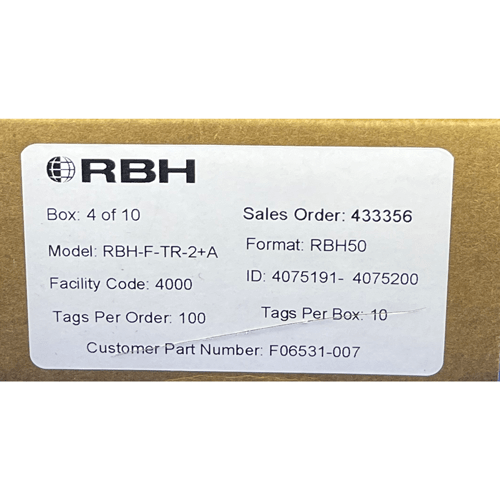 RBH
Box: 4 of 10 Sales Order: 433356
Model: RBH-F-TR-2+A Format: RBH50
Facility Code: 4000 ID: 4075191- 4075200
Tags Per Order: 100 Tags Per Box: 10
Customer Part Number: F06531-007